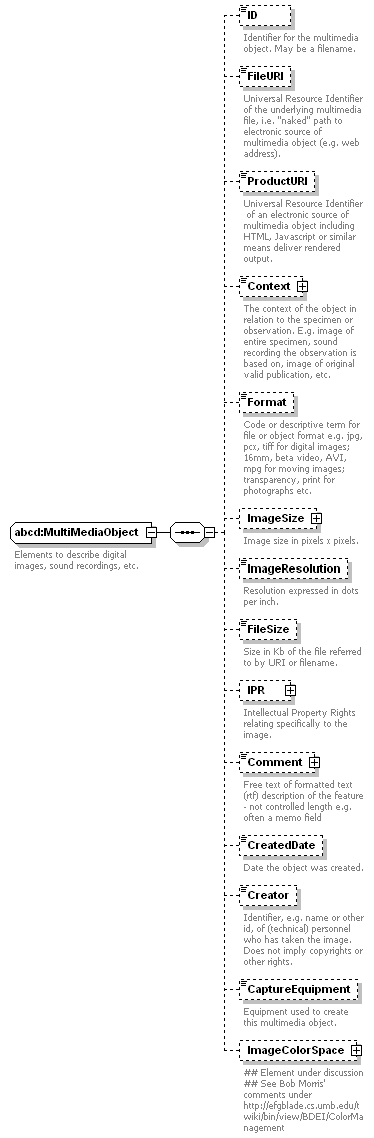 ID
Identifier for the multimedia
object. May be a filename.
FileURI
Universal Resource Identifier
of the underlying multimedia
file, i.e. "naked" path to
electronic source of
multimedia object (e.g. web
address).
ProductURI
Universal Resource Identifier
of an electronic source of
multimedia object including
HTML, Javascript or similar
means deliver rendered
output.
Context
The context of the object in
relation to the specimen or
observation. E.g. image of
entire specimen, sound
recording the observation is
based on, image of original
valid publication, etc.
Format
Code or descriptive term for
file or object format e.g. jpg,
pcx, tiff for digital images;
16mm, beta video, AVI,
mpg for moving images;
transparency, print for
photographs etc.
abcd:MultiMediaObject
Elements to describe digital
images, sound recordings, etc.
ImageSize
Image size in pixels x pixels.
ImageResolution
Resolution expressed in dots
per inch.
FileSize
Size in Kb of the file referred
to by URI or filename.
IPR
Intellectual Property Rights
relating specifically to the
image.
Comment
Free text of formatted text
(rtf) description of the feature
- not controlled length e.g.
often a memo field
CreatedDate
Date the object was created.
Creator
Identifier, e.g. name or other
id, of (technical) personnel
who has taken the image.
Does not imply copyrights or
other rights.
CaptureEquipment
Equipment used to create
this multimedia object.
ImageColorSpace
## Element under discussion
## See Bob Morris'
comments under
http://efgblade.cs.umb.edu/t
wiki/bin/view/BDEI/ColorMa
nagement